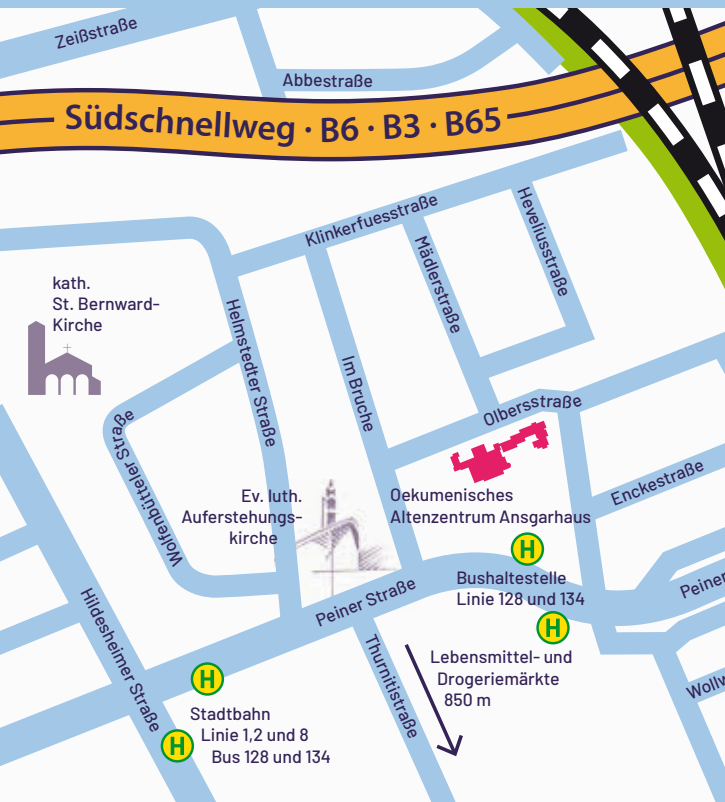 Zeißstraße
Abbestraße
Südschnellweg · B6 · B3 · B65
Klinkerfuesstraße
Heveliusstraße
Mädlerstraße
kath.
St. Bernward-
Kirche
Helmstedter Straße
Im Bruche
Olbersstraße
Wolfenbütteler Straße
Enckestraße
Ev. luth.
Auferstehungs-
kirche
Oekumenisches
Altenzentrum Ansgarhaus
H
Bushaltestelle
Linie 128 und 134
H
Peiner
Peiner Straße
Hildesheimer Straße
Thurnitistraße
Lebensmittel- und
Drogeriemärkte
850 m
Wollw
H
Stadtbahn
Linie 1,2 und 8
Bus 128 und 134
H